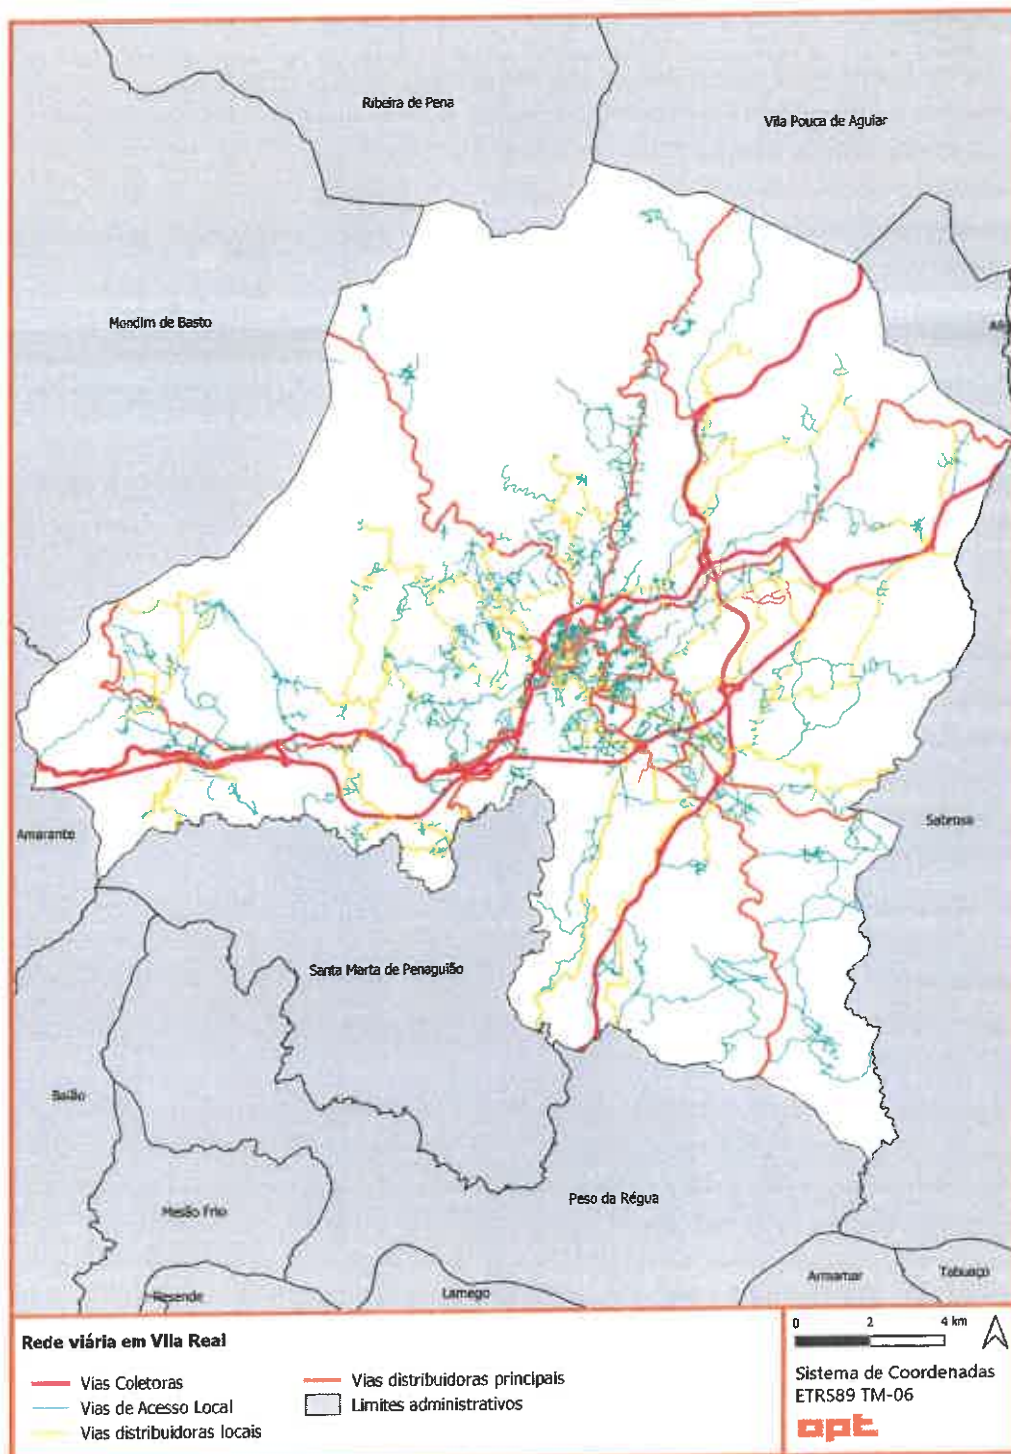 Ribeira de Pena
Vila Pouca de Aguiar
Mondim de Basto
Amarante
Sabrosa
Santa Marta de Penaguião
Baião
Peso da Régua
Mesão Frio
Resende
Lamego
Armamar
Tabuaço
Rede viária em Vila Real
Vias Coletoras
Vias de Acesso Local
Vias distribuidoras locais
Vias distribuidoras principais
Limites administrativos
0 2 4 km
Sistema de Coordenadas
ETRS89 TM-06
opt